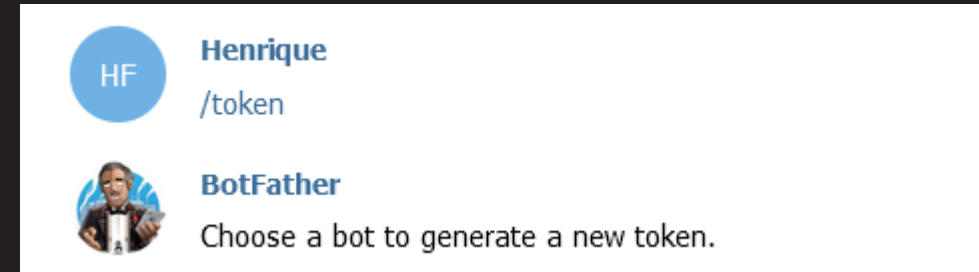 Henrique
HF
/token
BotFather
Choose a bot to generate a new token.